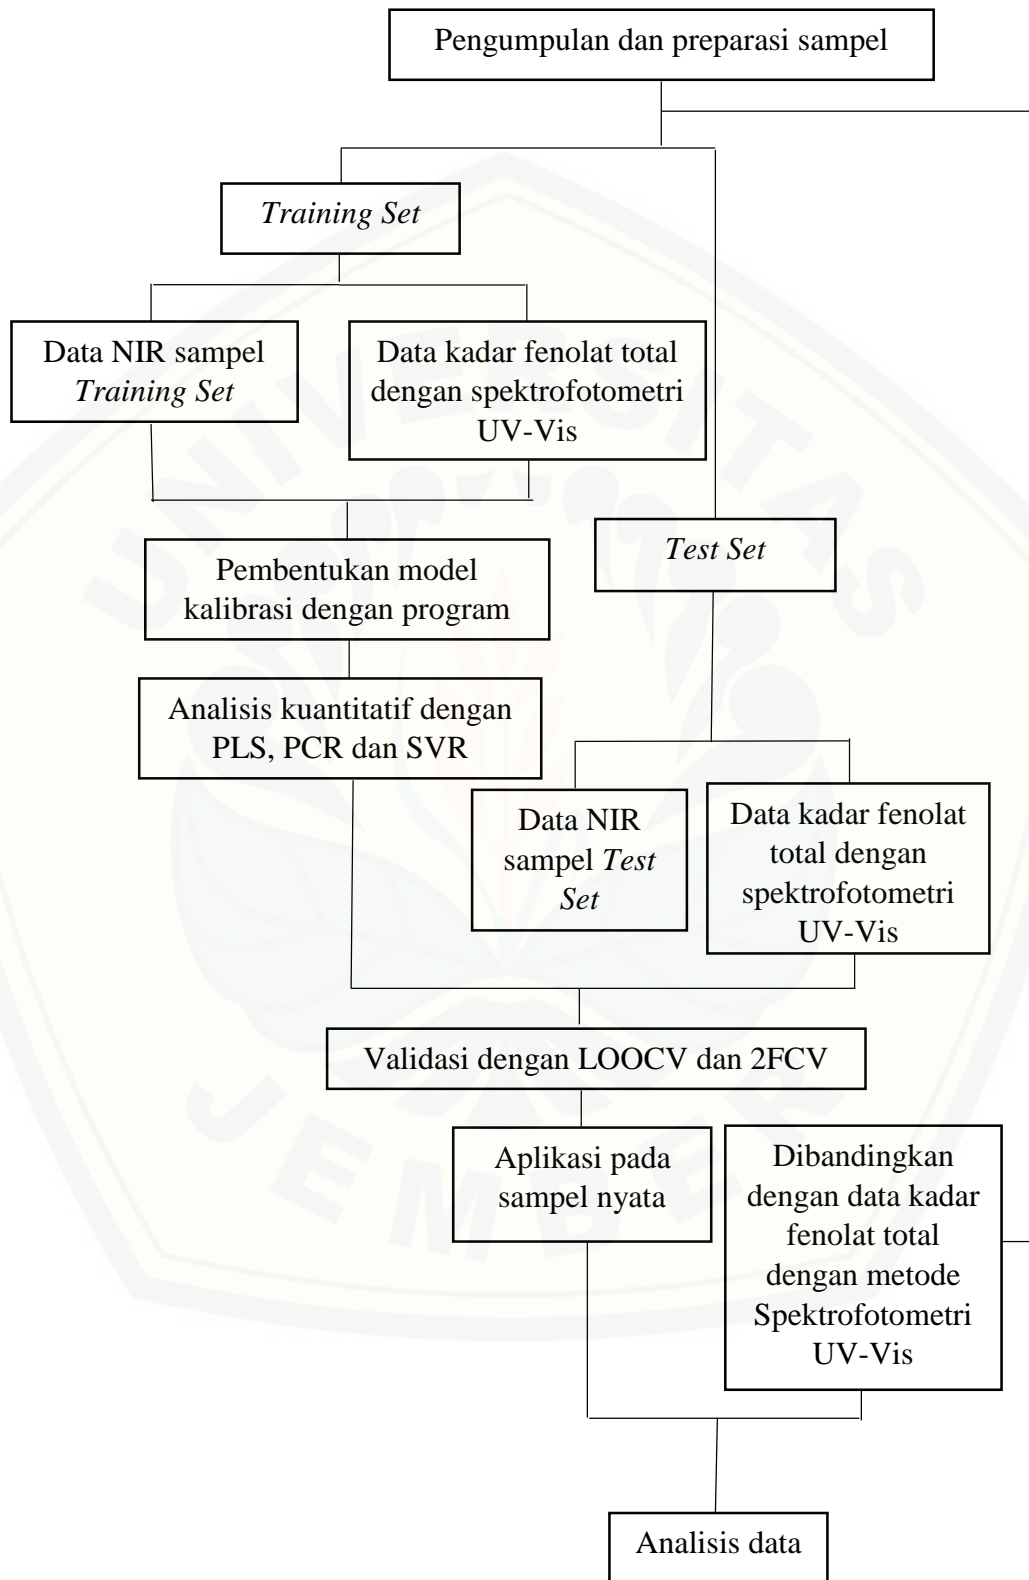 Pengumpulan dan preparasi sampel
Training Set
Data NIR sampel
Training Set
Data kadar fenolat total
dengan spektrofotometri
UV-Vis
Pembentukan model
kalibrasi dengan program
Test Set
Analisis kuantitatif dengan
PLS, PCR dan SVR
Data NIR
sampel Test
Set
Data kadar fenolat
total dengan
spektrofotometri
UV-Vis
Validasi dengan LOOCV dan 2FCV
Aplikasi pada
sampel nyata
Dibandingkan
dengan data kadar
fenolat total
dengan metode
Spektrofotometri
UV-Vis
Analisis data
UNIVERSITAS
JEMBER